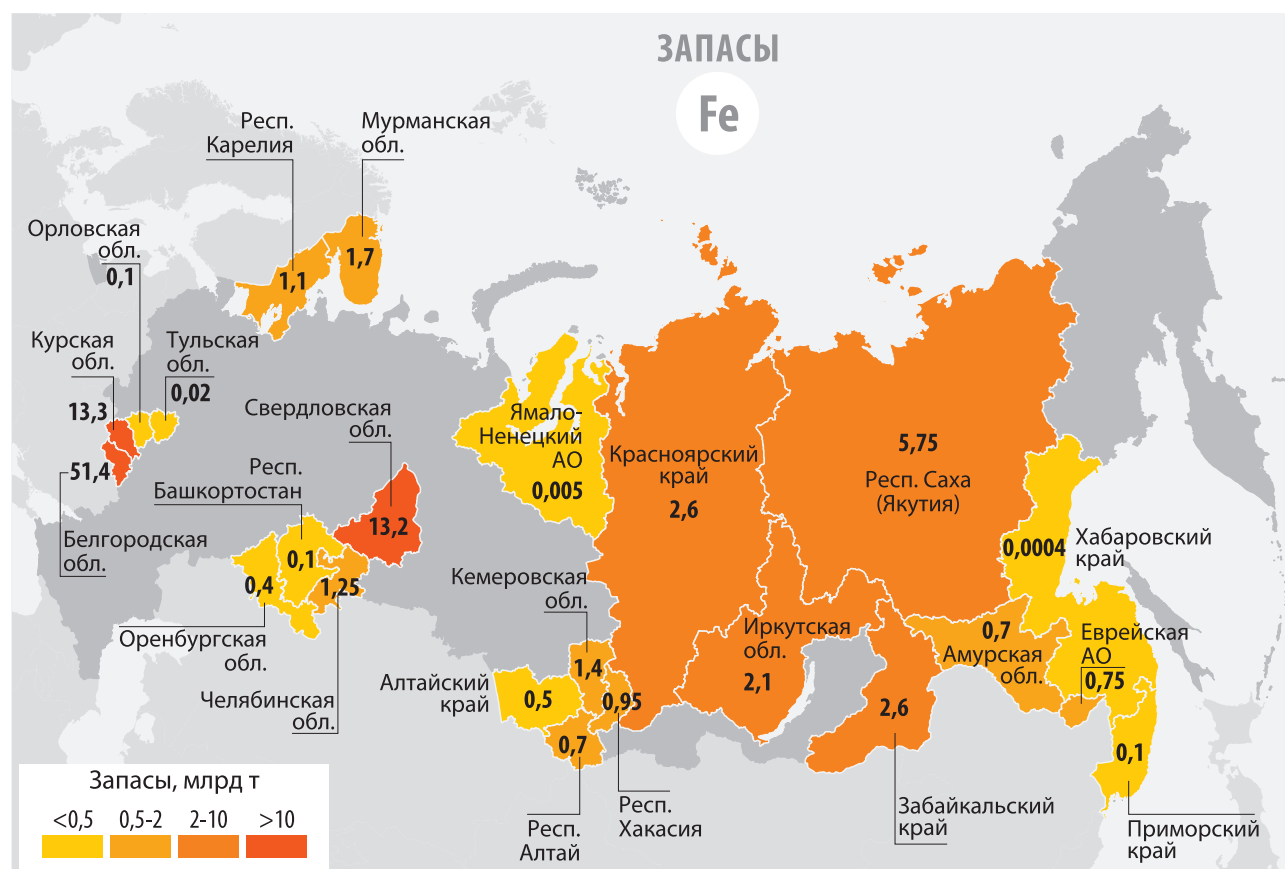 ЗАПАСЫ
Fe
Респ.
Карелия
1,1
Мурманская
обл.
1,7
Орловская
обл.
0,1
Курская
обл.
13,3
Тульская
обл.
0,02
51,4
Белгородская
обл.
Свердловская
обл.
13,2
Респ.
Башкортостан
0,1
0,4
Оренбургская
обл.
1,25
Челябинская
обл.
Ямало-
Ненецкий
АО
0,005
Красноярский
край
2,6
5,75
Респ. Саха
(Якутия)
0,0004
Хабаровский
край
Кемеровская
обл.
1,4
Алтайский
край
0,5
0,95
Респ.
Хакасия
0,7
Респ.
Алтай
Иркутская
обл.
2,1
2,6
Забайкальский
край
0,7
Амурская
обл.
Еврейская
АО
0,75
0,1
Приморский
край
Запасы, млрд т
<0,5 0,5-2 2-10 >10